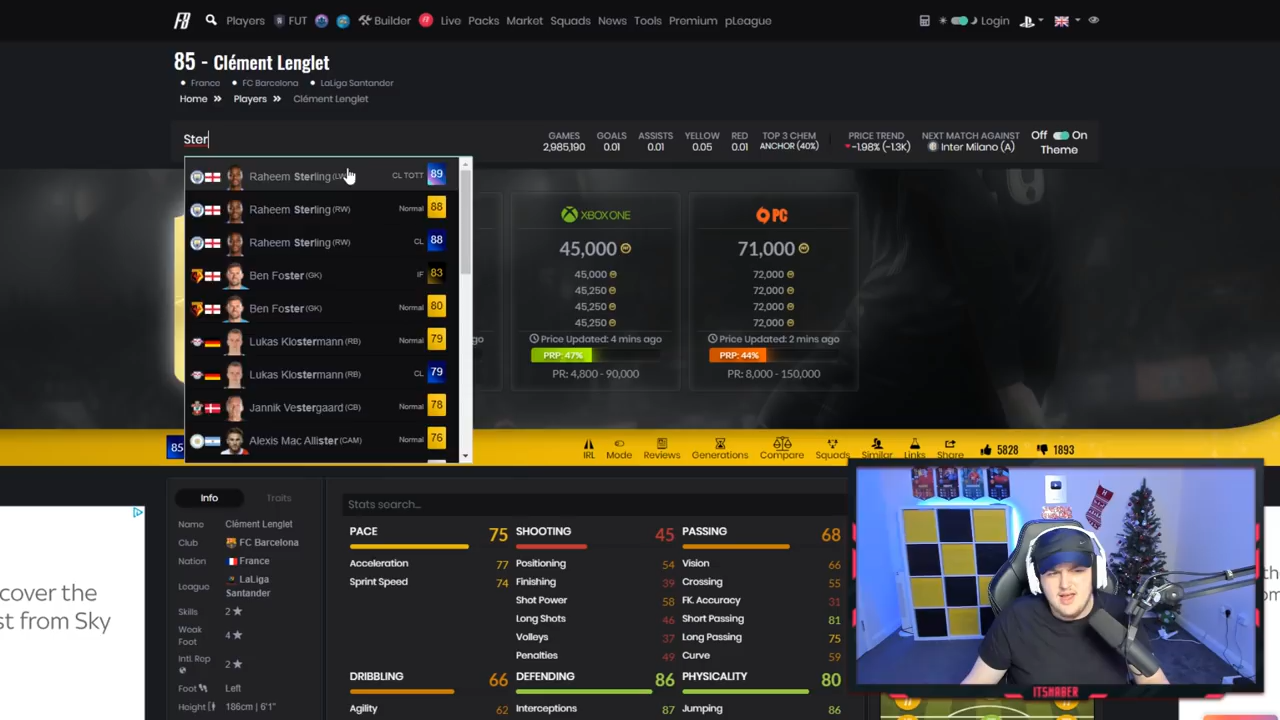 FB Players FUT Builder Live Packs Market Squads News Tools Premium pLeague Login
85 - Clément Lenglet
France FC Barcelona LaLiga Santander
Home » Players » Clément Lenglet
Ster
GAMES GOALS ASSISTS YELLOW RED TOP 3 CHEM PRICE TREND NEXT MATCH AGAINST Off On
2,985,190 0.01 0.01 0.05 0.01 ANCHOR (40%) -1.98% (-1.3K) Inter Milano (A) Theme
Raheem Sterling CL TOTT 89
Raheem Sterling (RW) Normal 88
Raheem Sterling (RW) CL 88
Ben Foster (GK) IF 83
Ben Foster (GK) Normal 80
Lukas Klostermann (RB) Normal 79
Lukas Klostermann (RB) CL 79
Jannik Vestergaard (CB) Normal 78
Alexis Mac Allister (CAM) Normal 76
XBOX ONE
45,000
45,000
45,250
45,250
45,250
Price Updated: 4 mins ago
PRP: 47%
PR: 4,800 - 90,000
PC
71,000
72,000
72,000
72,000
72,000
Price Updated: 2 mins ago
PRP: 44%
PR: 8,000 - 150,000
ago
85
IRL Mode Reviews Generations Compare Squads Similar Links Share 5828 1893
Info Traits
Name Clément Lenglet
Club FC Barcelona
Nation France
League LaLiga Santander
Skills 2
Weak Foot 4
Intl. Rep 2
Foot Left
Height 186cm | 6'1"
Stats search...
PACE 75
Acceleration 77
Sprint Speed 74
SHOOTING 45
Positioning 54
Finishing 39
Shot Power 58
Long Shots 46
Volleys 37
Penalties 49
PASSING 68
Vision 66
Crossing 55
FK. Accuracy 31
Short Passing 81
Long Passing 75
Curve 59
DRIBBLING 66
Agility 62
DEFENDING 86
Interceptions 87
PHYSICALITY 80
Jumping 86
cover the
st from Sky
ITSHABER